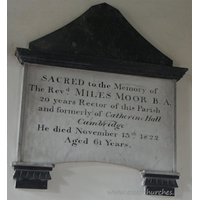 SACRED to the Memory of
The Revd. MILES MOOR B.A.
20 years Rector of this Parish
and formerly of Catherine Hall
Cambridge
He died November 15th 1822
Aged 61 Years.